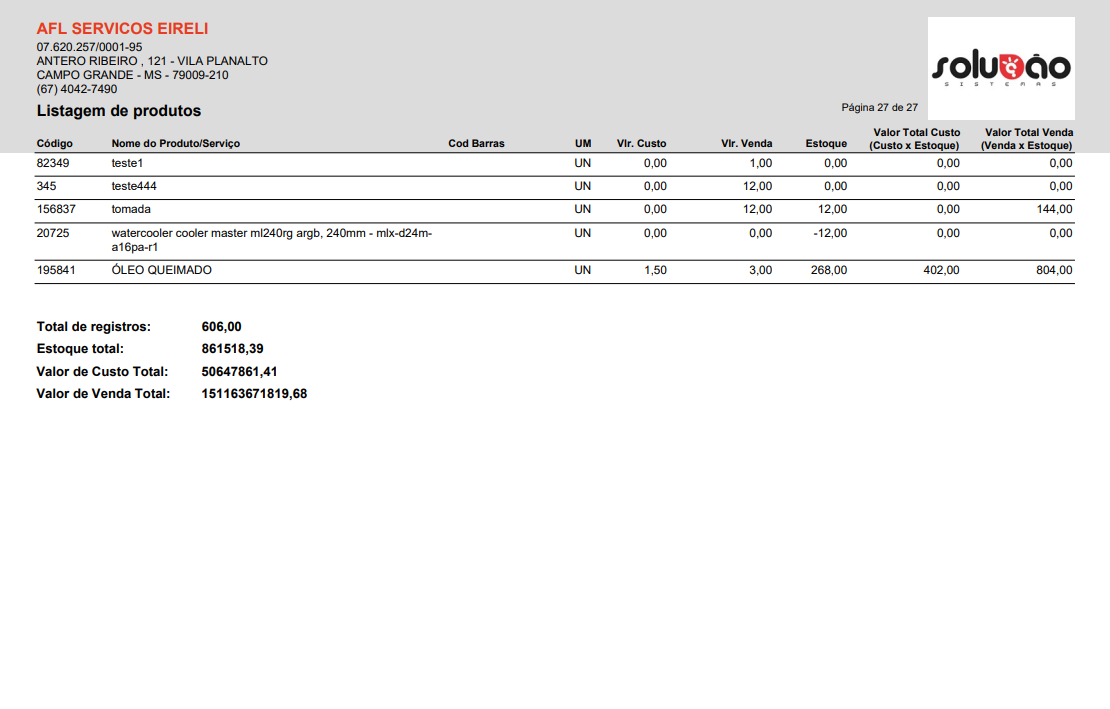 AFL SERVICOS EIRELI
07.620.257/0001-95
ANTERO RIBEIRO , 121 - VILA PLANALTO
CAMPO GRANDE - MS - 79009-210
(67) 4042-7490
Listagem de produtos
Página 27 de 27
solução
SISTEMAS
Código Nome do Produto/Serviço Cod Barras UM Vlr. Custo Vlr. Venda Estoque Valor Total Custo (Custo x Estoque) Valor Total Venda (Venda x Estoque)
82349 teste1 UN 0,00 1,00 0,00 0,00 0,00
345 teste444 UN 0,00 12,00 0,00 0,00 0,00
156837 tomada UN 0,00 12,00 12,00 0,00 144,00
20725 watercooler cooler master ml240rg argb, 240mm - mlx-d24m- UN 0,00 0,00 -12,00 0,00 0,00
a16pa-r1
195841 ÓLEO QUEIMADO UN 1,50 3,00 268,00 402,00 804,00
Total de registros: 606,00
Estoque total: 861518,39
Valor de Custo Total: 50647861,41
Valor de Venda Total: 151163671819,68